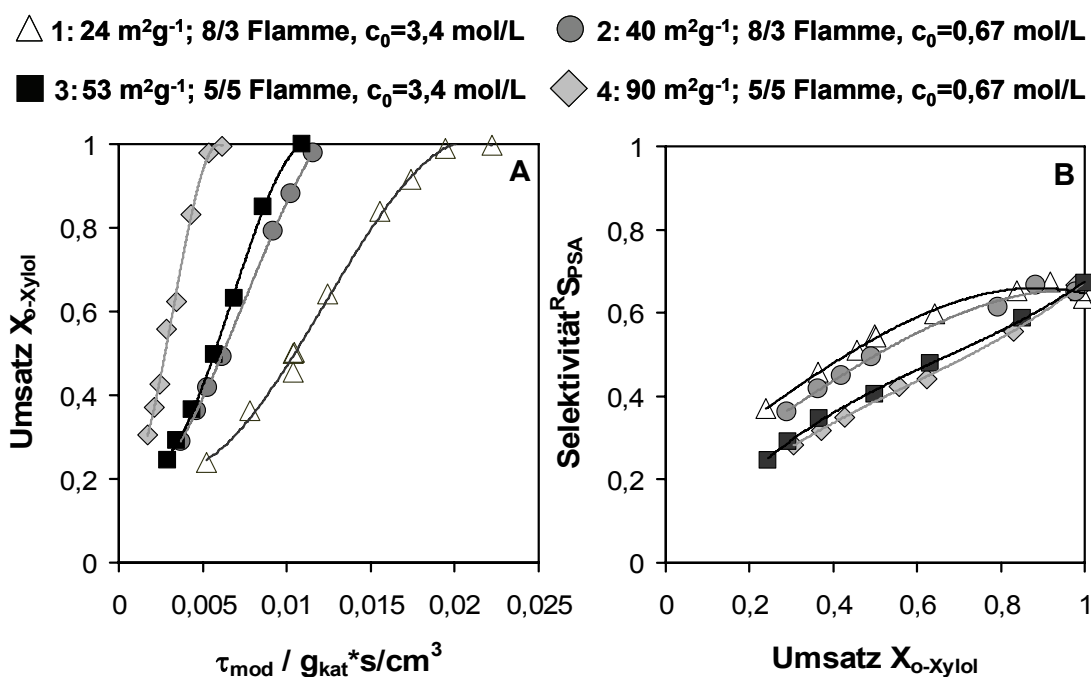 1: 24 m²g⁻¹; 8/3 Flamme, c₀=3,4 mol/L
2: 40 m²g⁻¹; 8/3 Flamme, c₀=0,67 mol/L
3: 53 m²g⁻¹; 5/5 Flamme, c₀=3,4 mol/L
4: 90 m²g⁻¹; 5/5 Flamme, c₀=0,67 mol/L
A
Umsatz X_o-Xylol
1
0,8
0,6
0,4
0,2
0
0 0,005 0,010 0,015 0,020 0,025
τ_mod / g_kat*s/cm³
B
Selektivität ᴿS_PSA
1
0,8
0,6
0,4
0,2
0
0 0,2 0,4 0,6 0,8 1
Umsatz X_o-Xylol